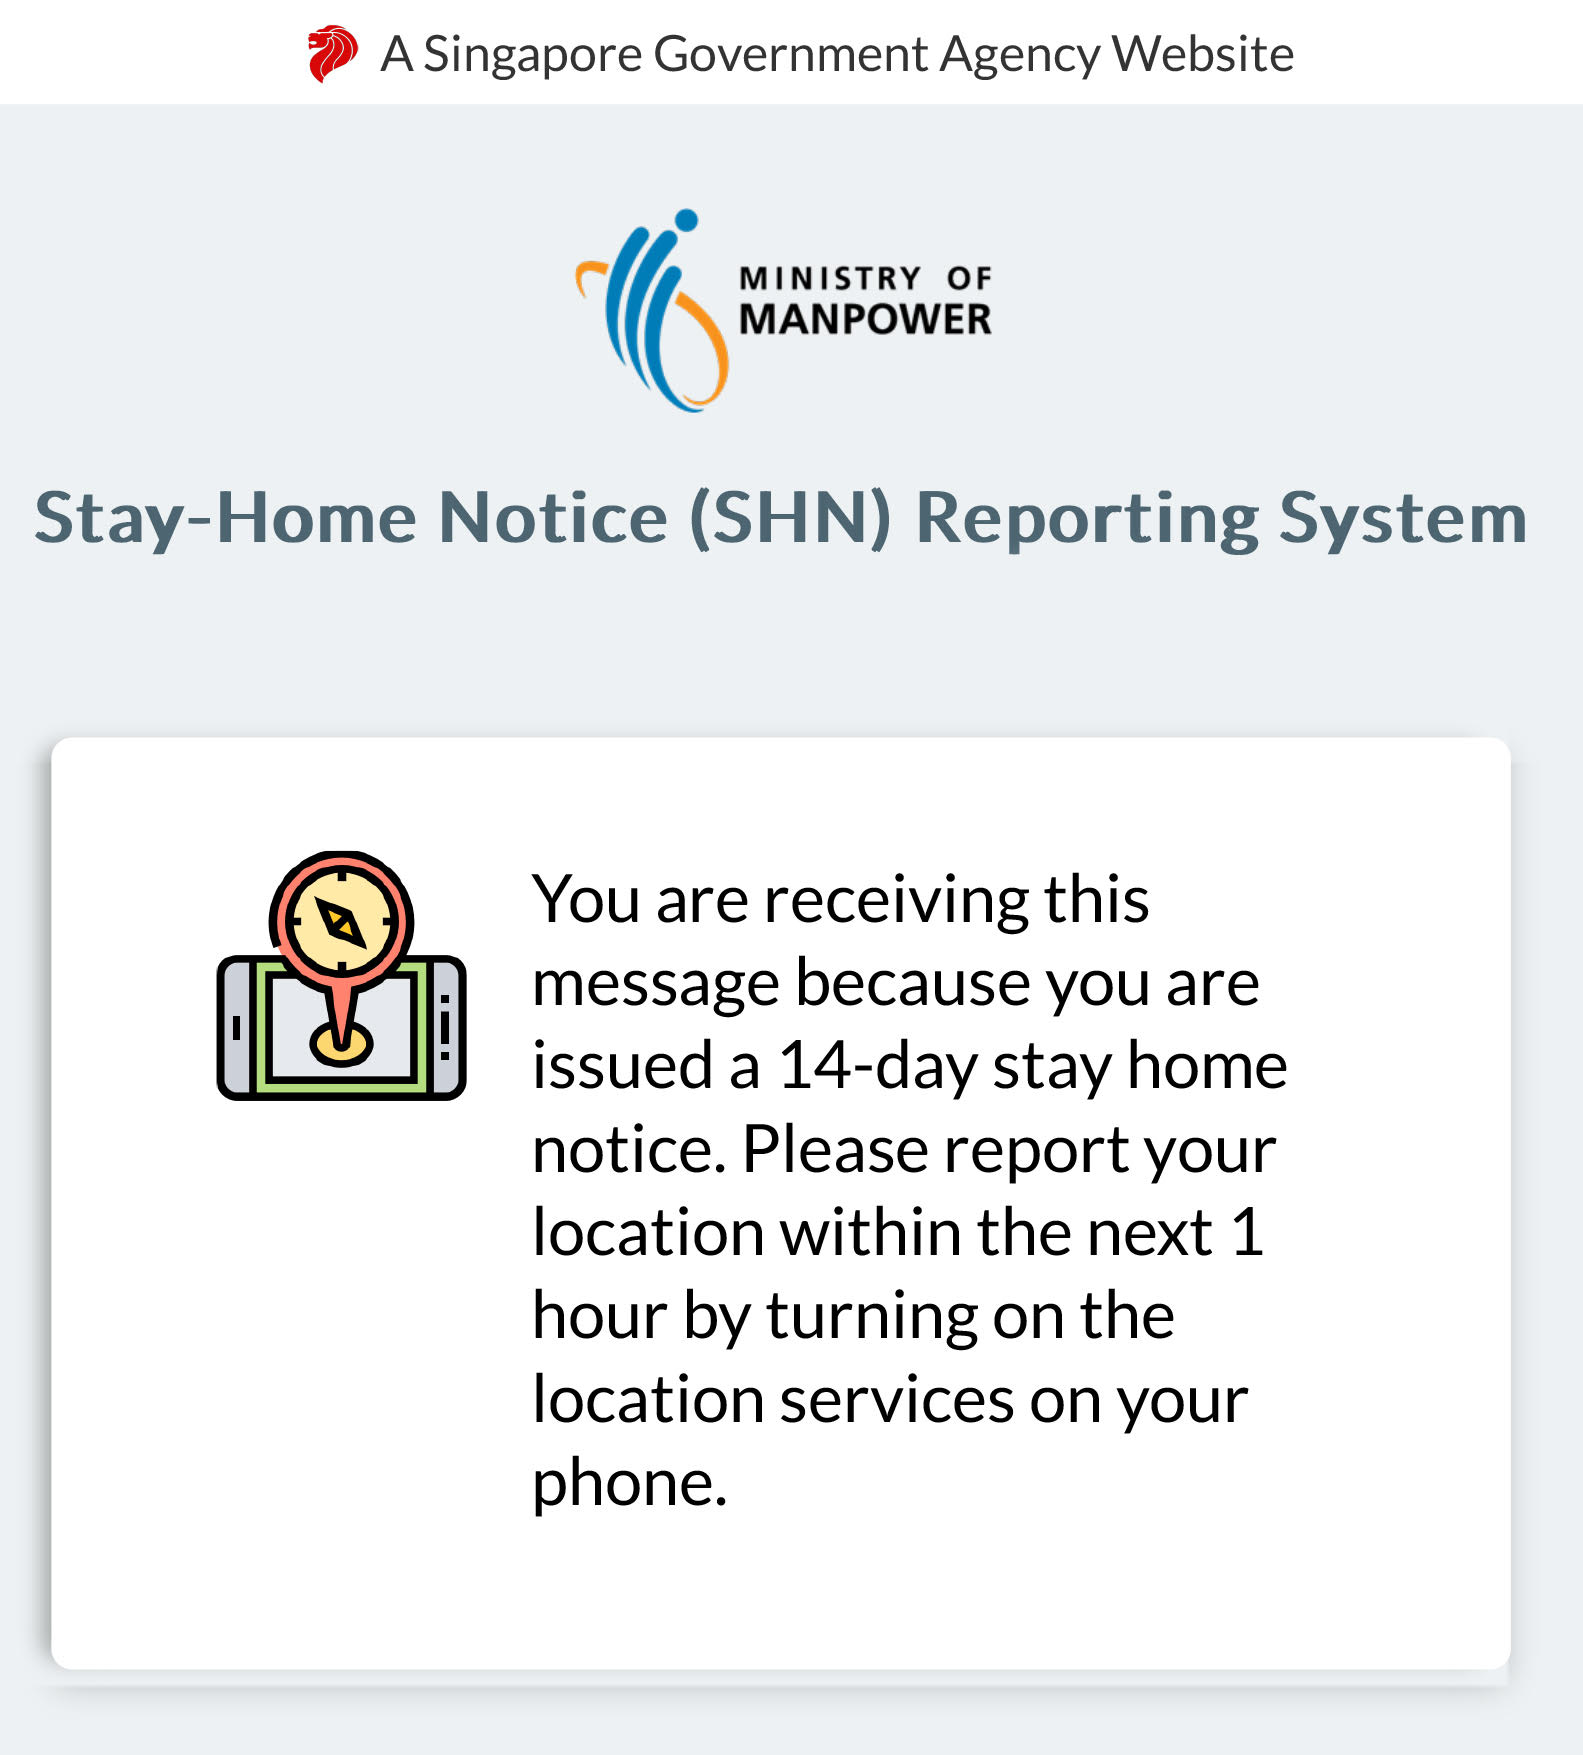 A Singapore Government Agency Website
MINISTRY OF
MANPOWER
Stay-Home Notice (SHN) Reporting System
You are receiving this
message because you are
issued a 14-day stay home
notice. Please report your
location within the next 1
hour by turning on the
location services on your
phone.